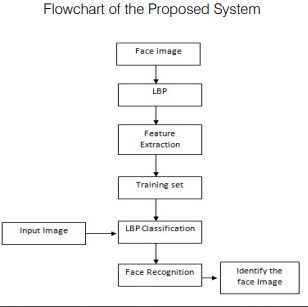 Flowchart of the Proposed System
Face image
LBP
Feature
Extraction
Training set
Input Image
LBP Classification
Face Recognition
Identify the
face Image